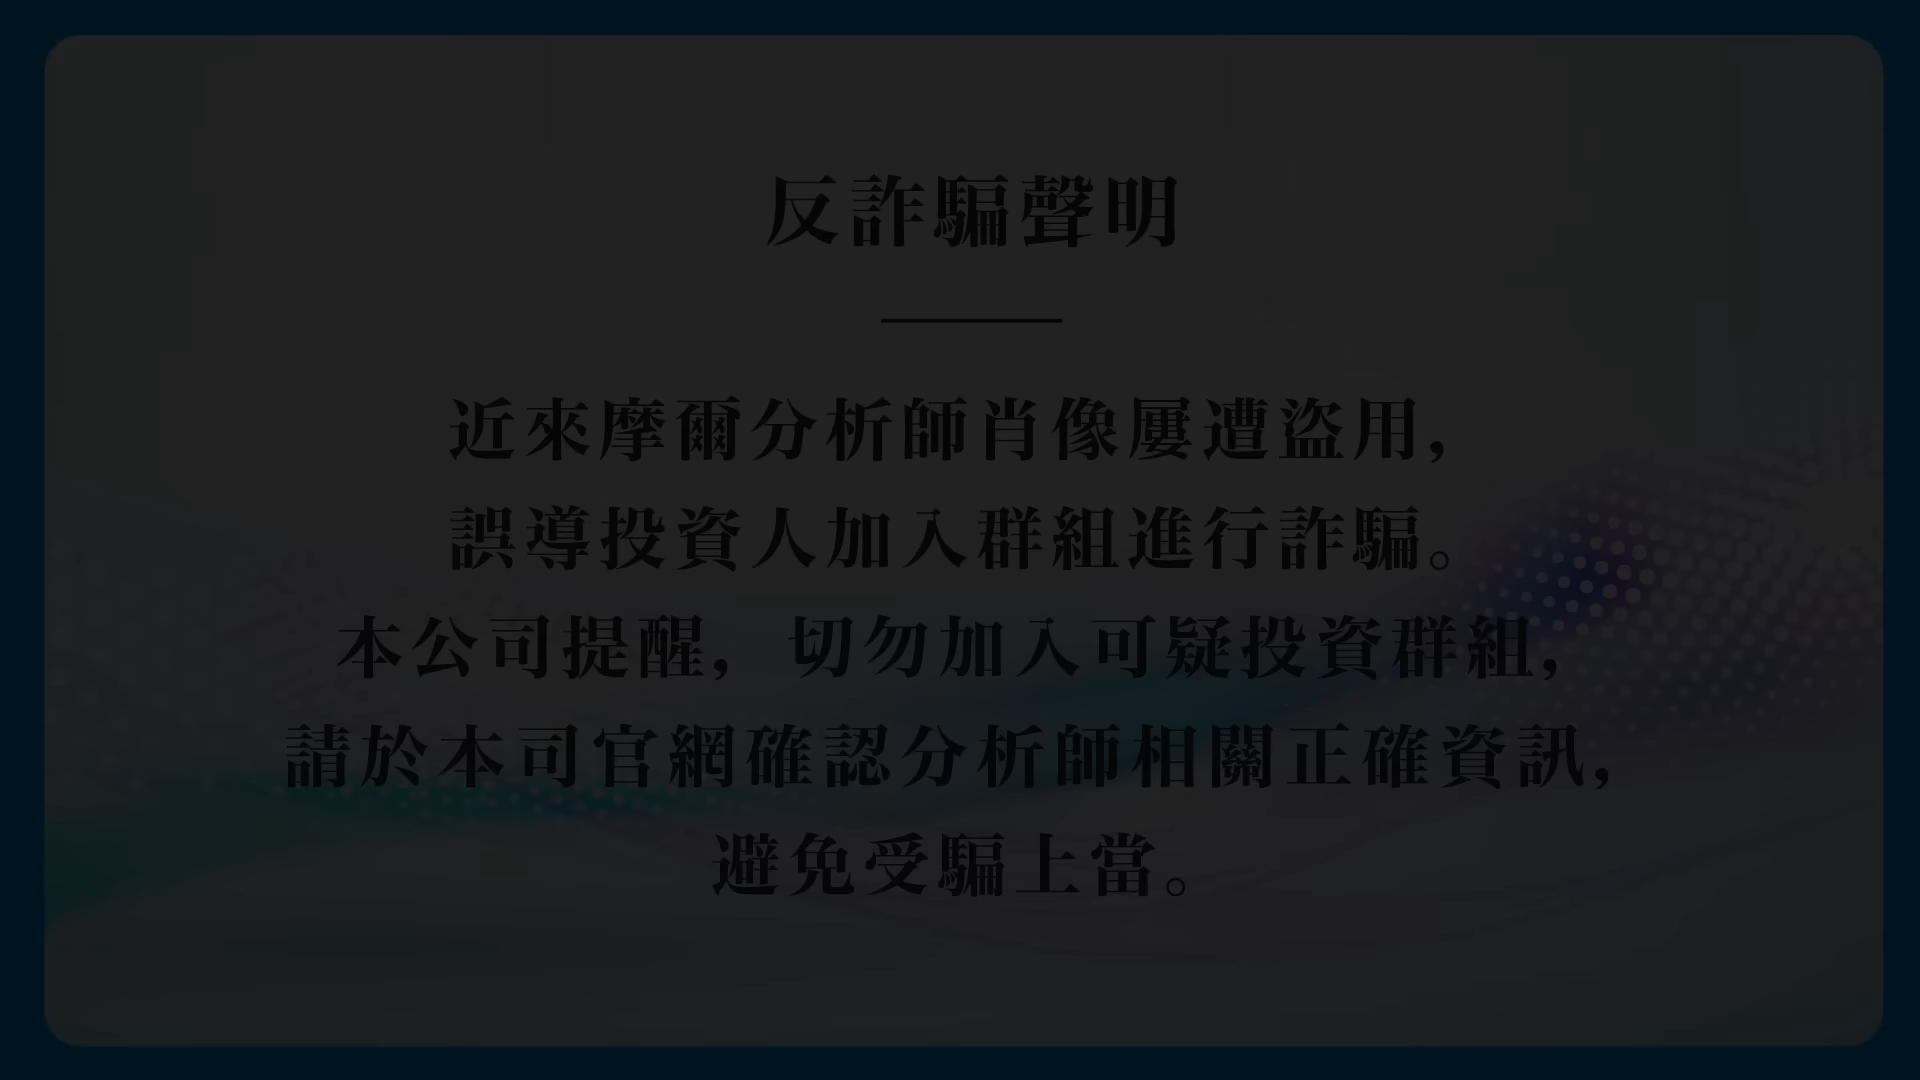 反詐騙聲明
近來摩爾分析師肖像屢遭盜用，
誤導投資人加入群組進行詐騙。
本公司提醒，切勿加入可疑投資群組，
請於本司官網確認分析師相關正確資訊，
避免受騙上當。